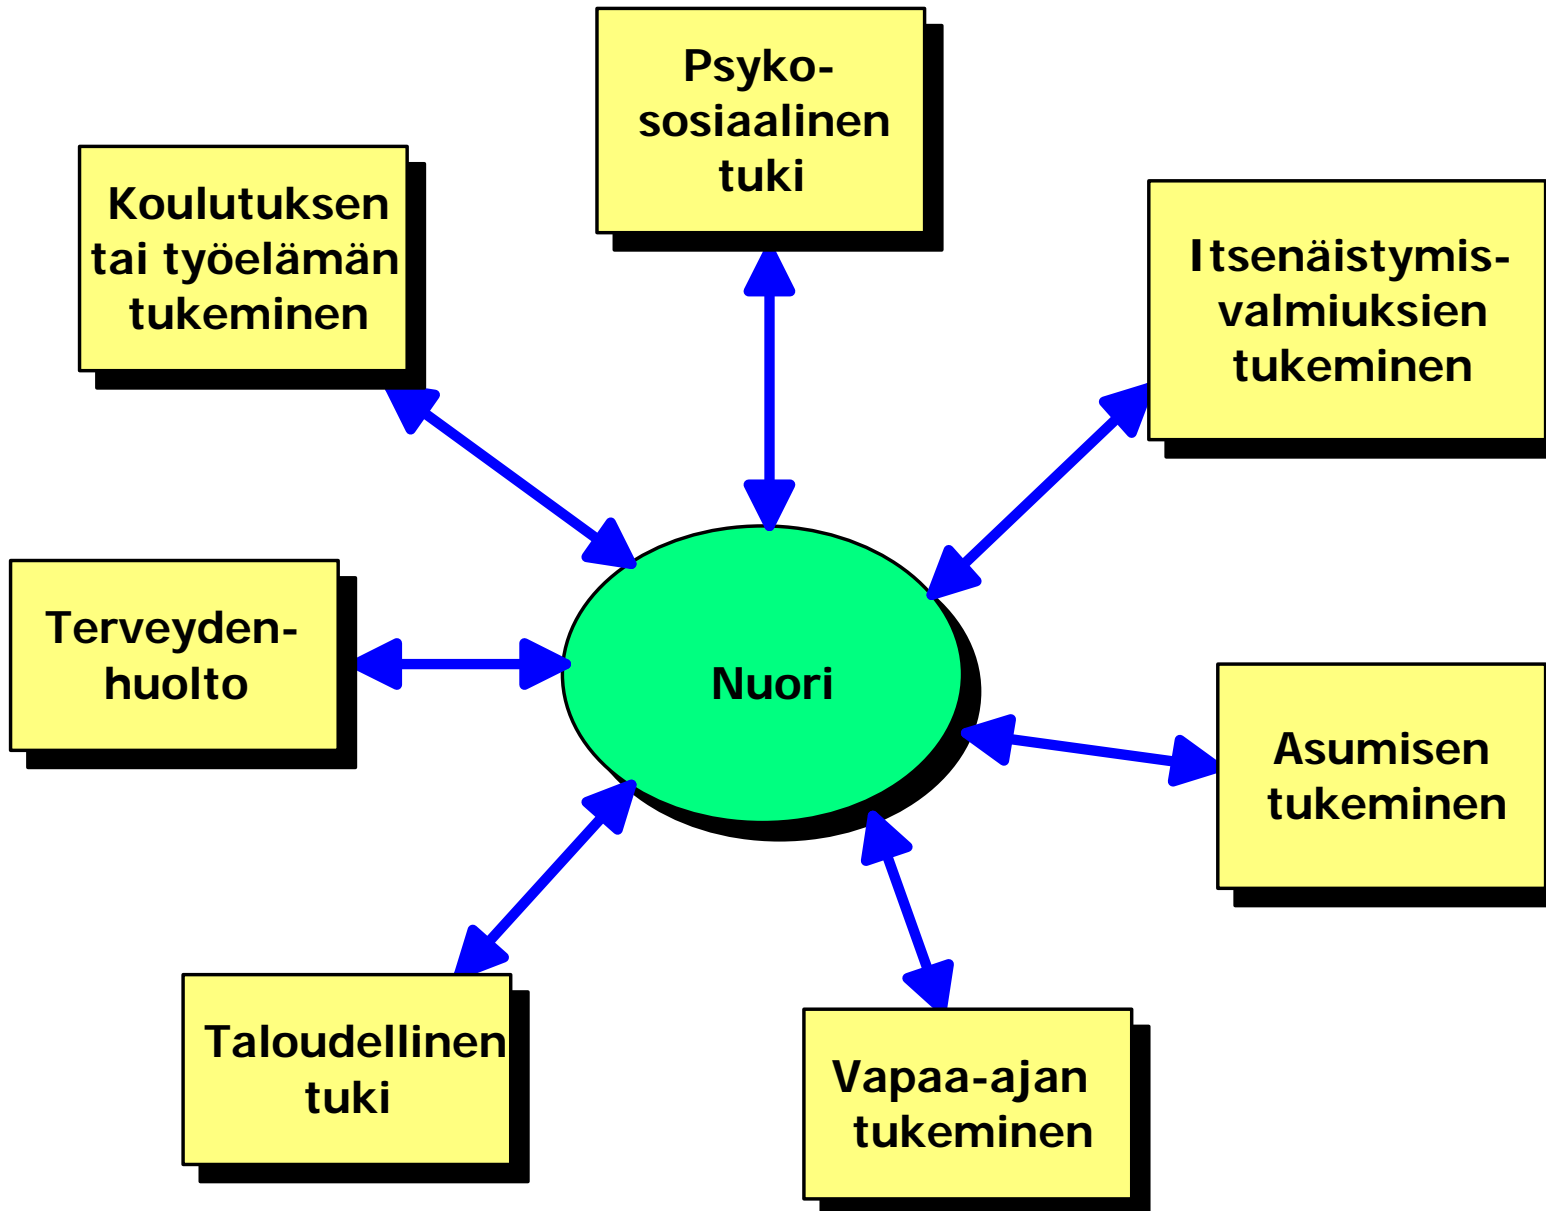 Psyko-
sosiaalinen
tuki
Koulutuksen
tai työelämän
tukeminen
Itsenäistymis-
valmiuksien
tukeminen
Terveyden-
huolto
Nuori
Asumisen
tukeminen
Taloudellinen
tuki
Vapaa-ajan
tukeminen